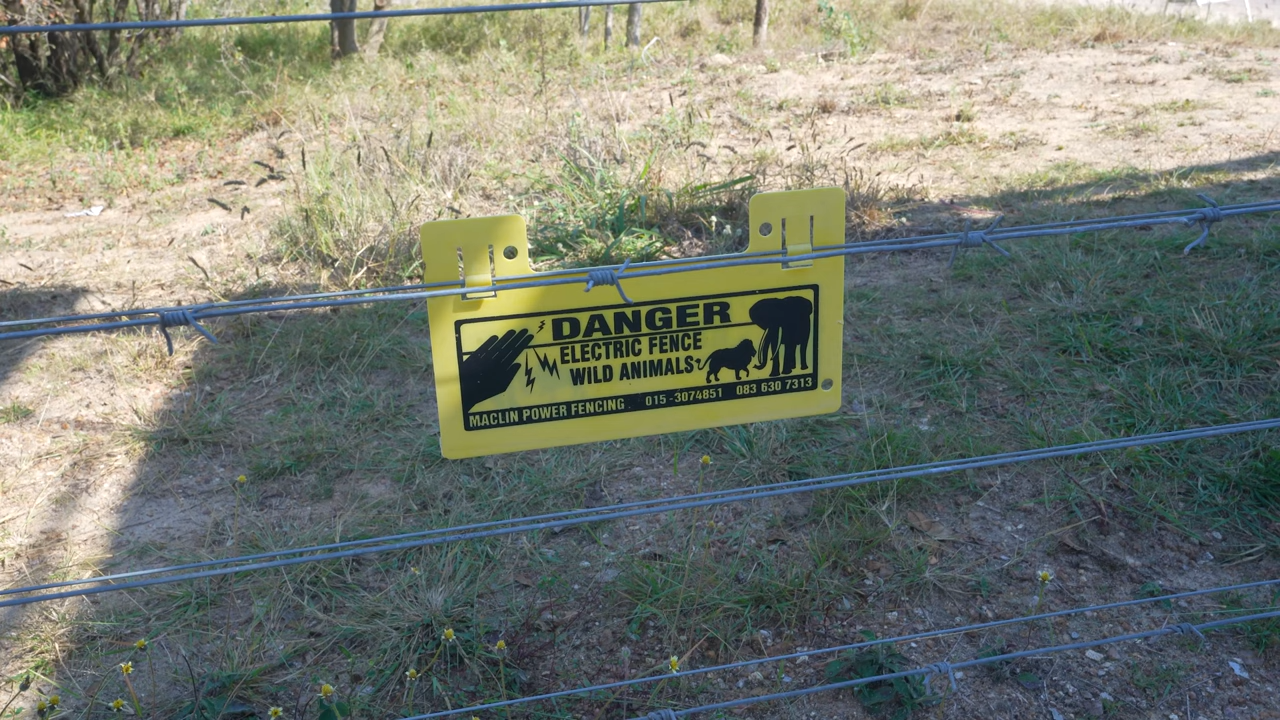 DANGER
ELECTRIC FENCE
WILD ANIMALS
MACLIN POWER FENCING 015-3074851 083 630 7313